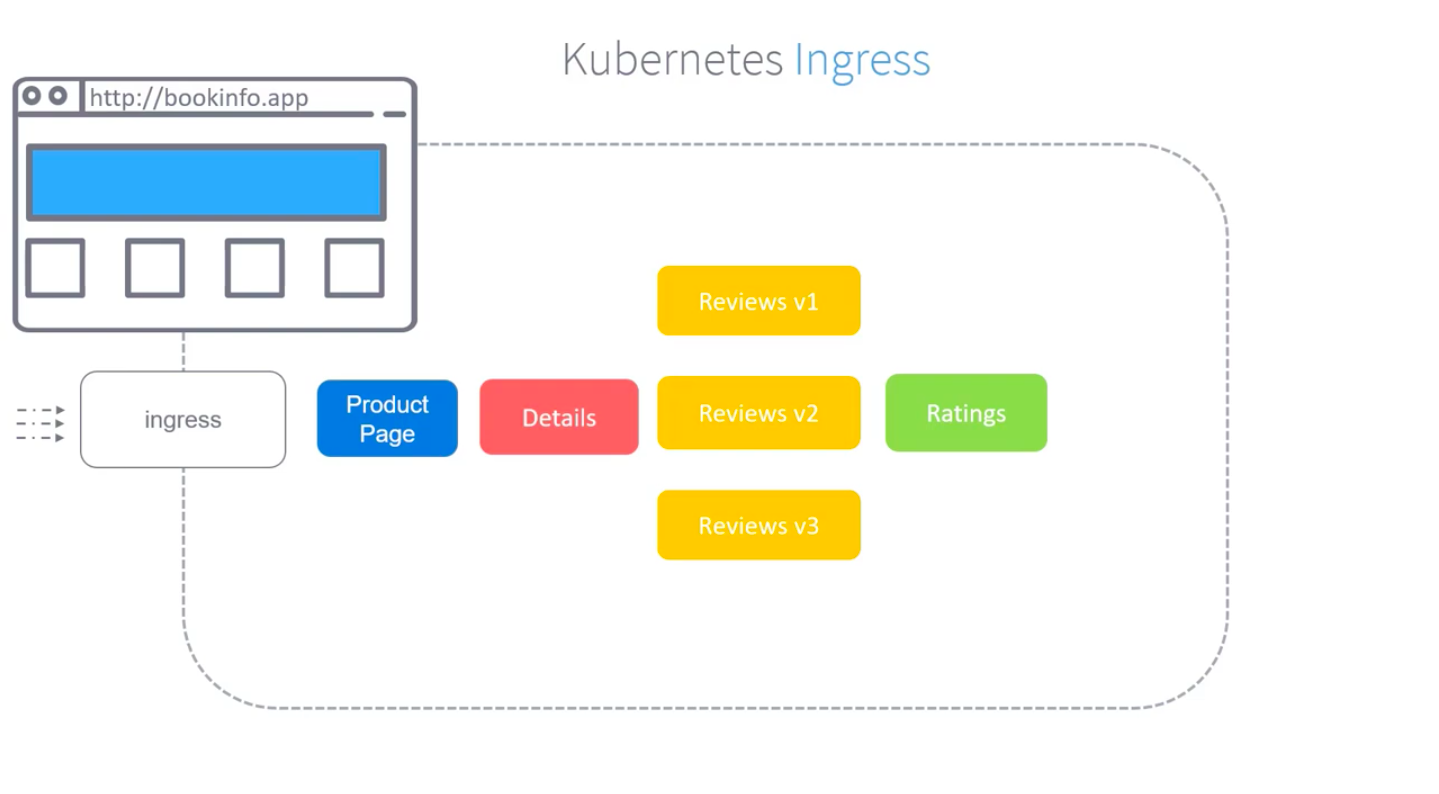 Kubernetes Ingress
http://bookinfo.app
Reviews v1
ingress
Product
Page
Details
Reviews v2
Ratings
Reviews v3